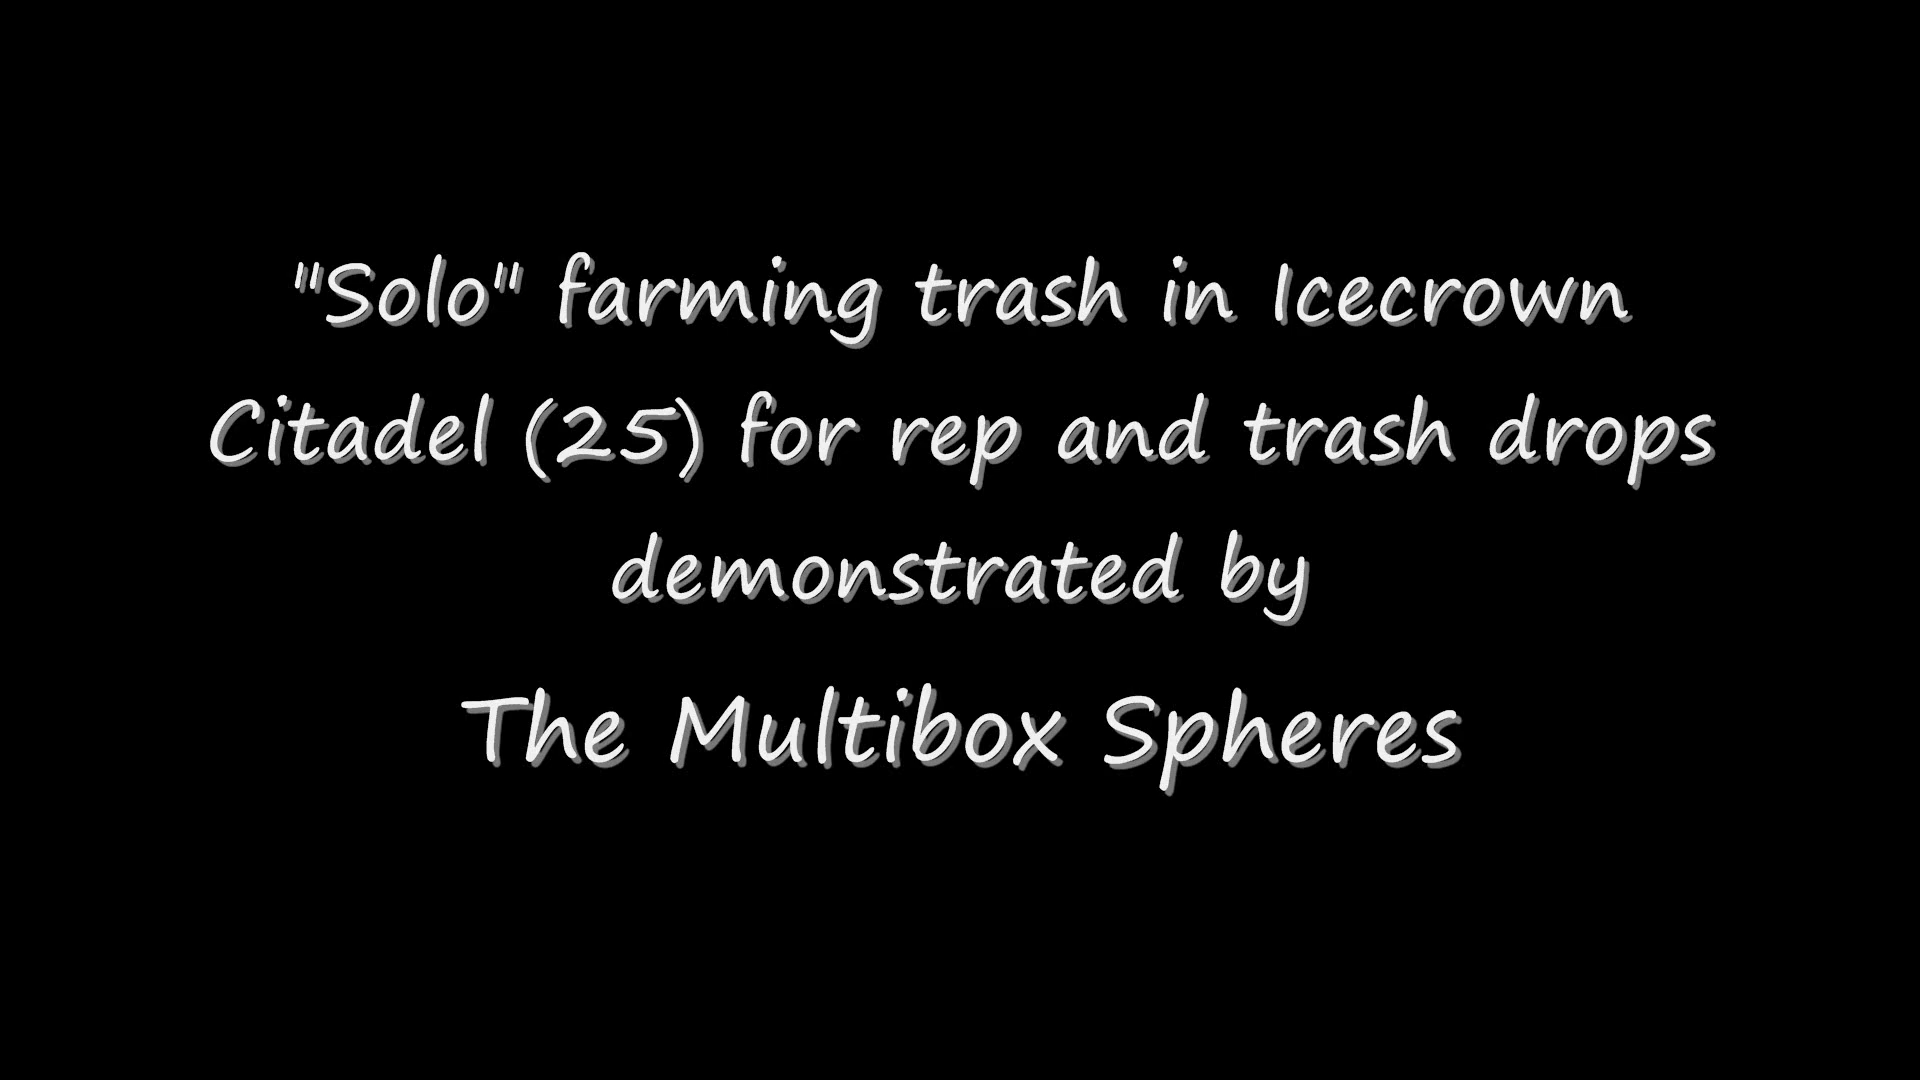 "Solo" farming trash in Icecrown
Citadel (25) for rep and trash drops
demonstrated by
The Multibox Spheres